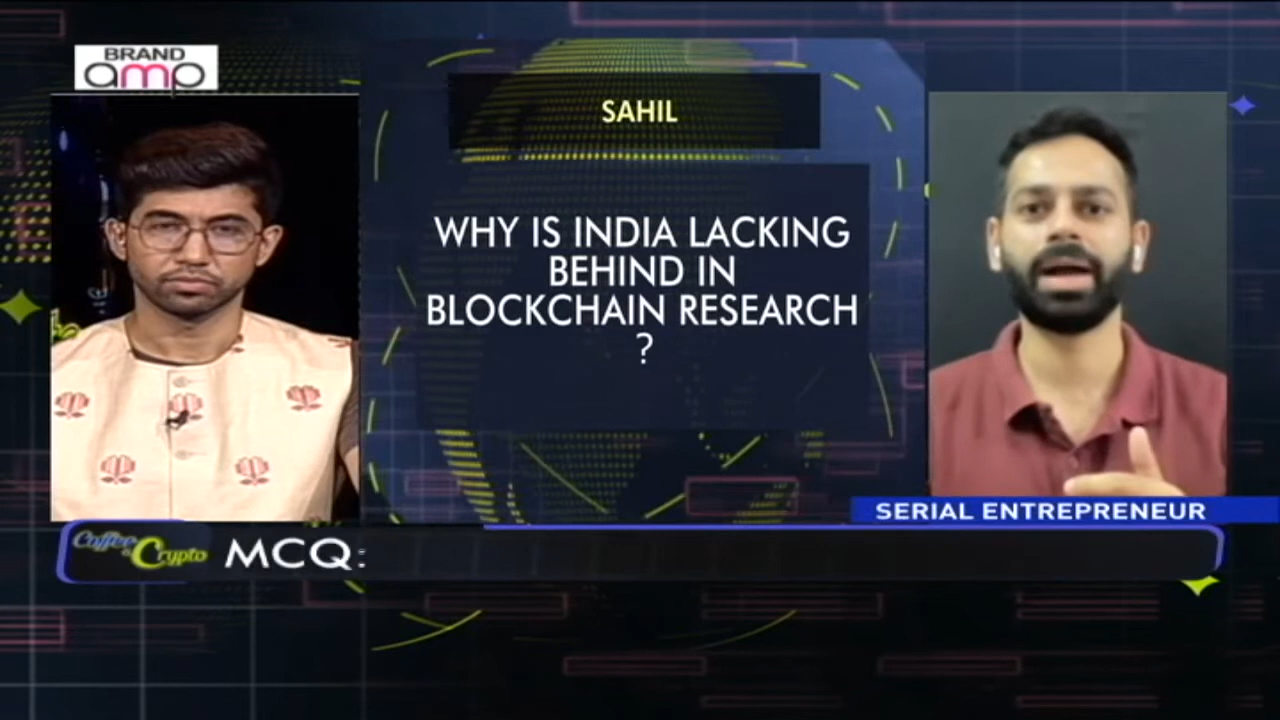 BRAND
amp
SAHIL
WHY IS INDIA LACKING
BEHIND IN
BLOCKCHAIN RESEARCH
?
SERIAL ENTREPRENEUR
Coffee & Crypto
MCQ: